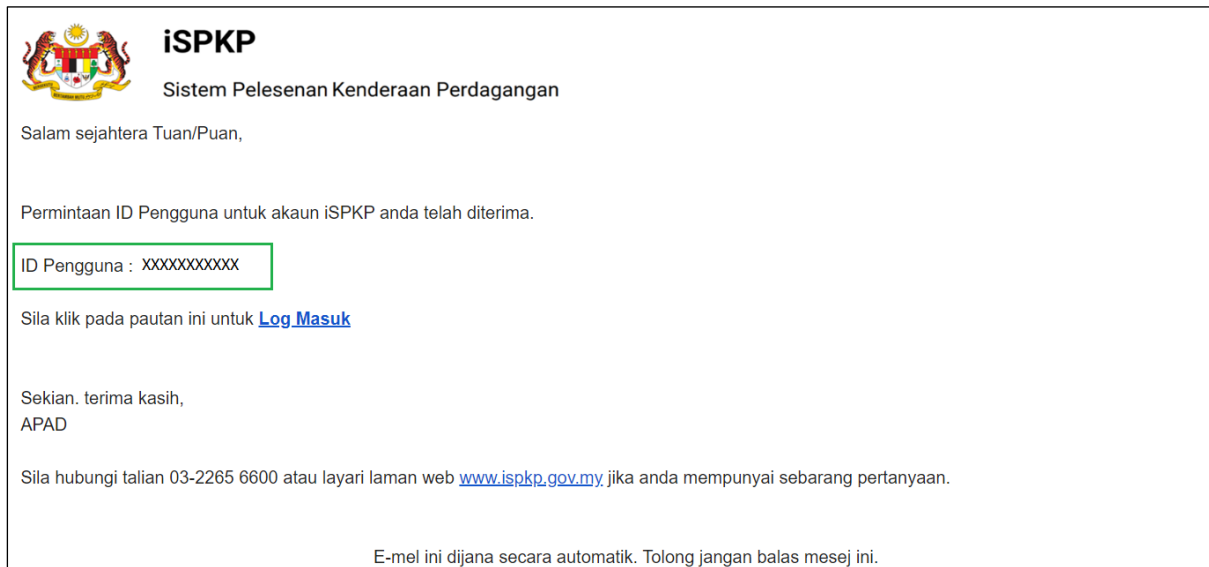 iSPKP
Sistem Pelesenan Kenderaan Perdagangan
Salam sejahtera Tuan/Puan,
Permintaan ID Pengguna untuk akaun iSPKP anda telah diterima.
ID Pengguna : XXXXXXXXXXX
Sila klik pada pautan ini untuk Log Masuk
Sekian. terima kasih,
APAD
Sila hubungi talian 03-2265 6600 atau layari laman web www.ispkp.gov.my jika anda mempunyai sebarang pertanyaan.
E-mel ini dijana secara automatik. Tolong jangan balas mesej ini.